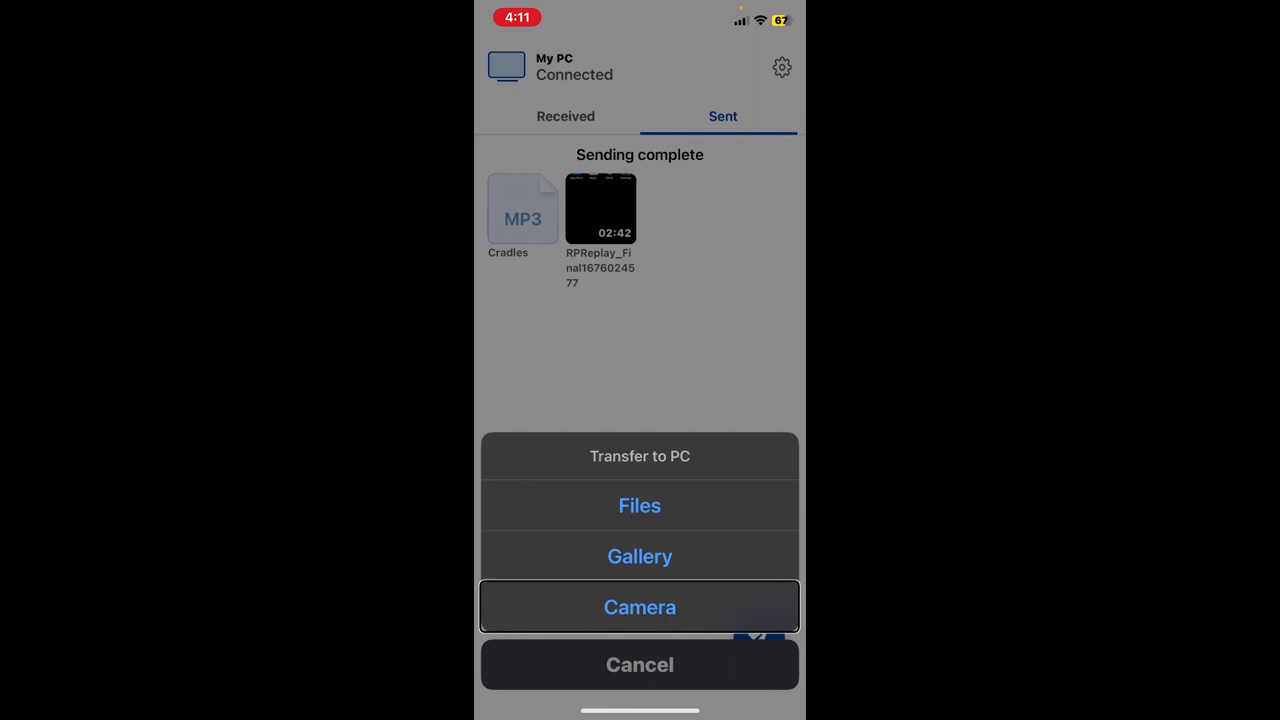 4:11
67
My PC
Connected
Received
Sent
Sending complete
MP3
02:42
Cradles
RPReplay_Fi
nal16760245
77
Transfer to PC
Files
Gallery
Camera
Cancel